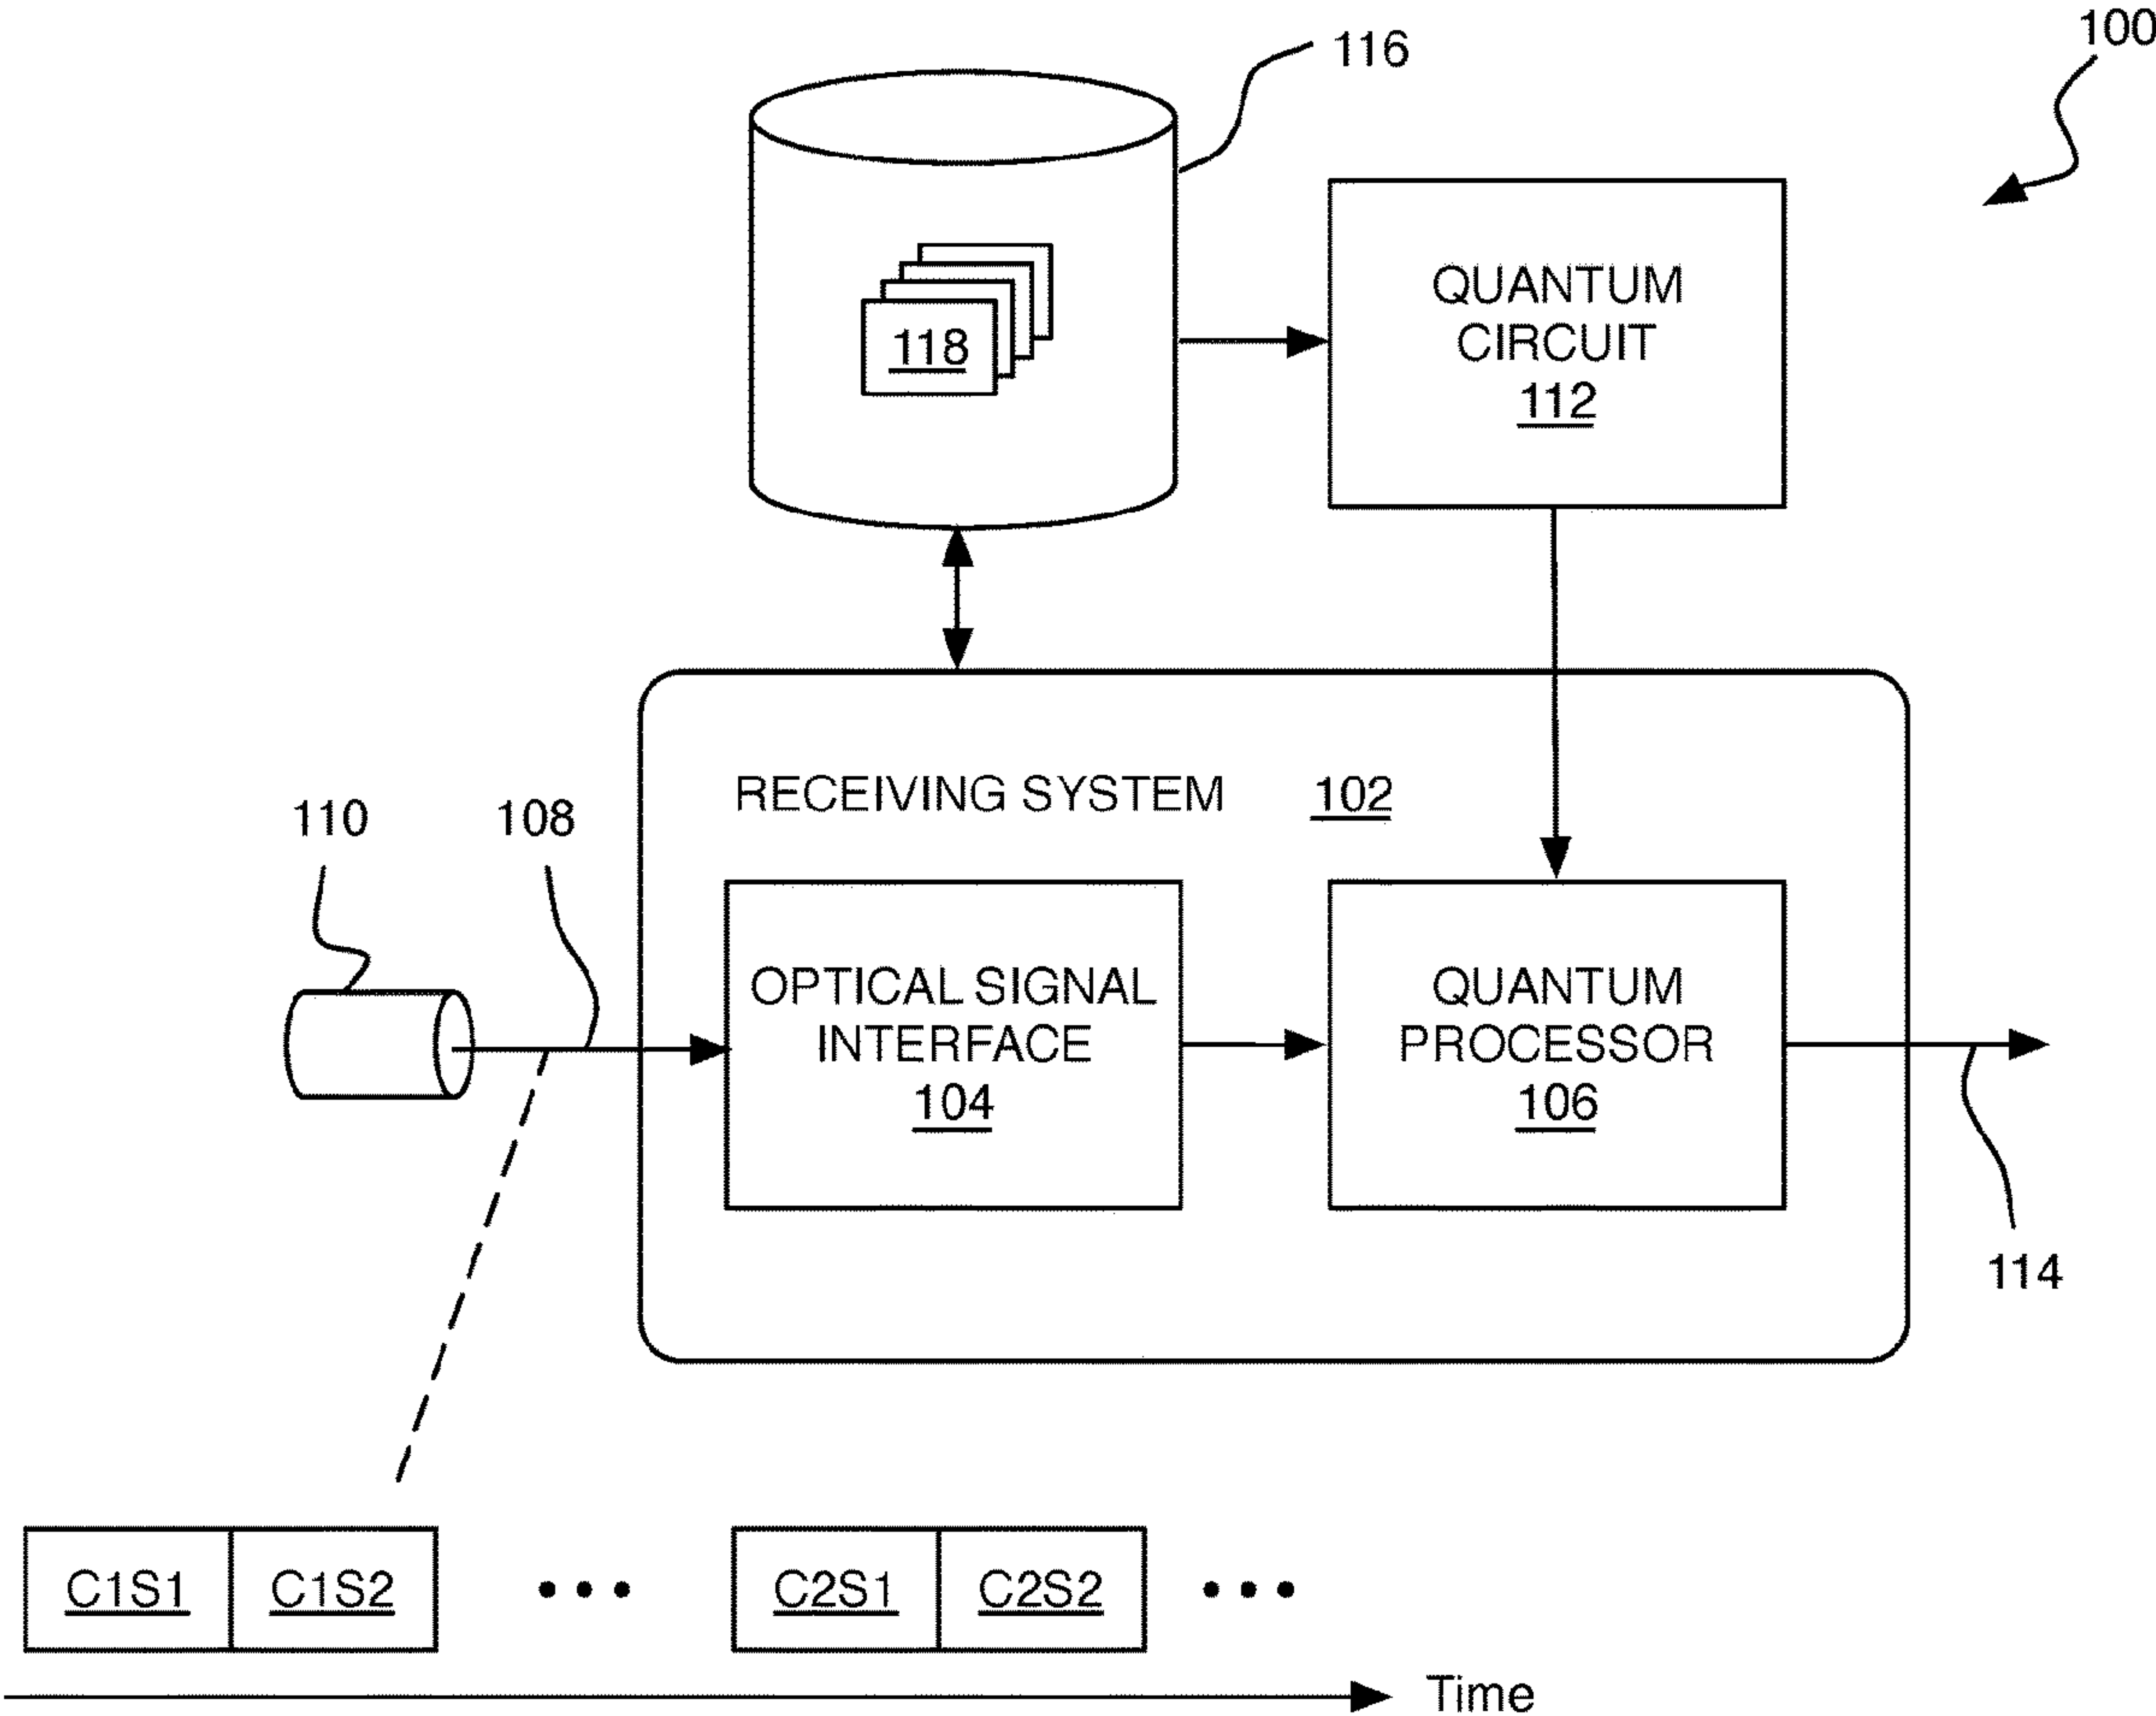 100
116
118
QUANTUM
CIRCUIT
112
RECEIVING SYSTEM 102
110
108
OPTICAL SIGNAL
INTERFACE
104
QUANTUM
PROCESSOR
106
114
C1S1 C1S2 ••• C2S1 C2S2 •••
Time